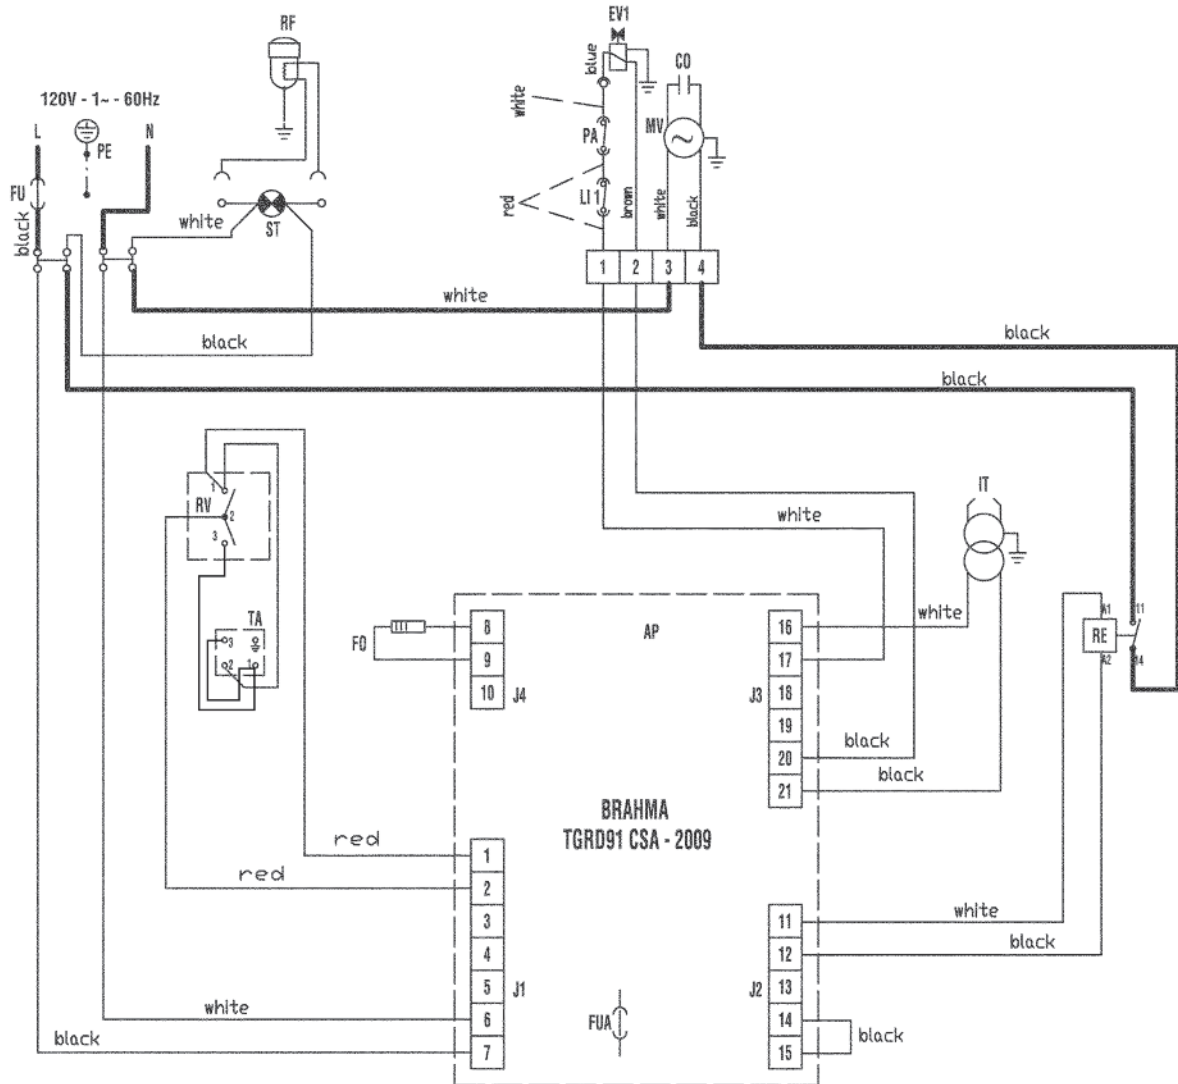 RF
EV1
blue
CO
120V - 1~ - 60Hz
white
L
PE
N
PA
MV
FU
LI 1
black
white
ST
red
brown
white
black
1 2 3 4
white
black
black
black
1
RV
2
3
IT
white
TA
3
2 1
FO
8
9
10
J4
AP
J3
16
17
18
19
20
21
white
black
black
A1
11
RE
A2
14
BRAHMA
TGRD91 CSA - 2009
red
red
1
2
3
4
5
6
7
J1
white
black
FUA
J2
11
12
13
14
15
white
black
black